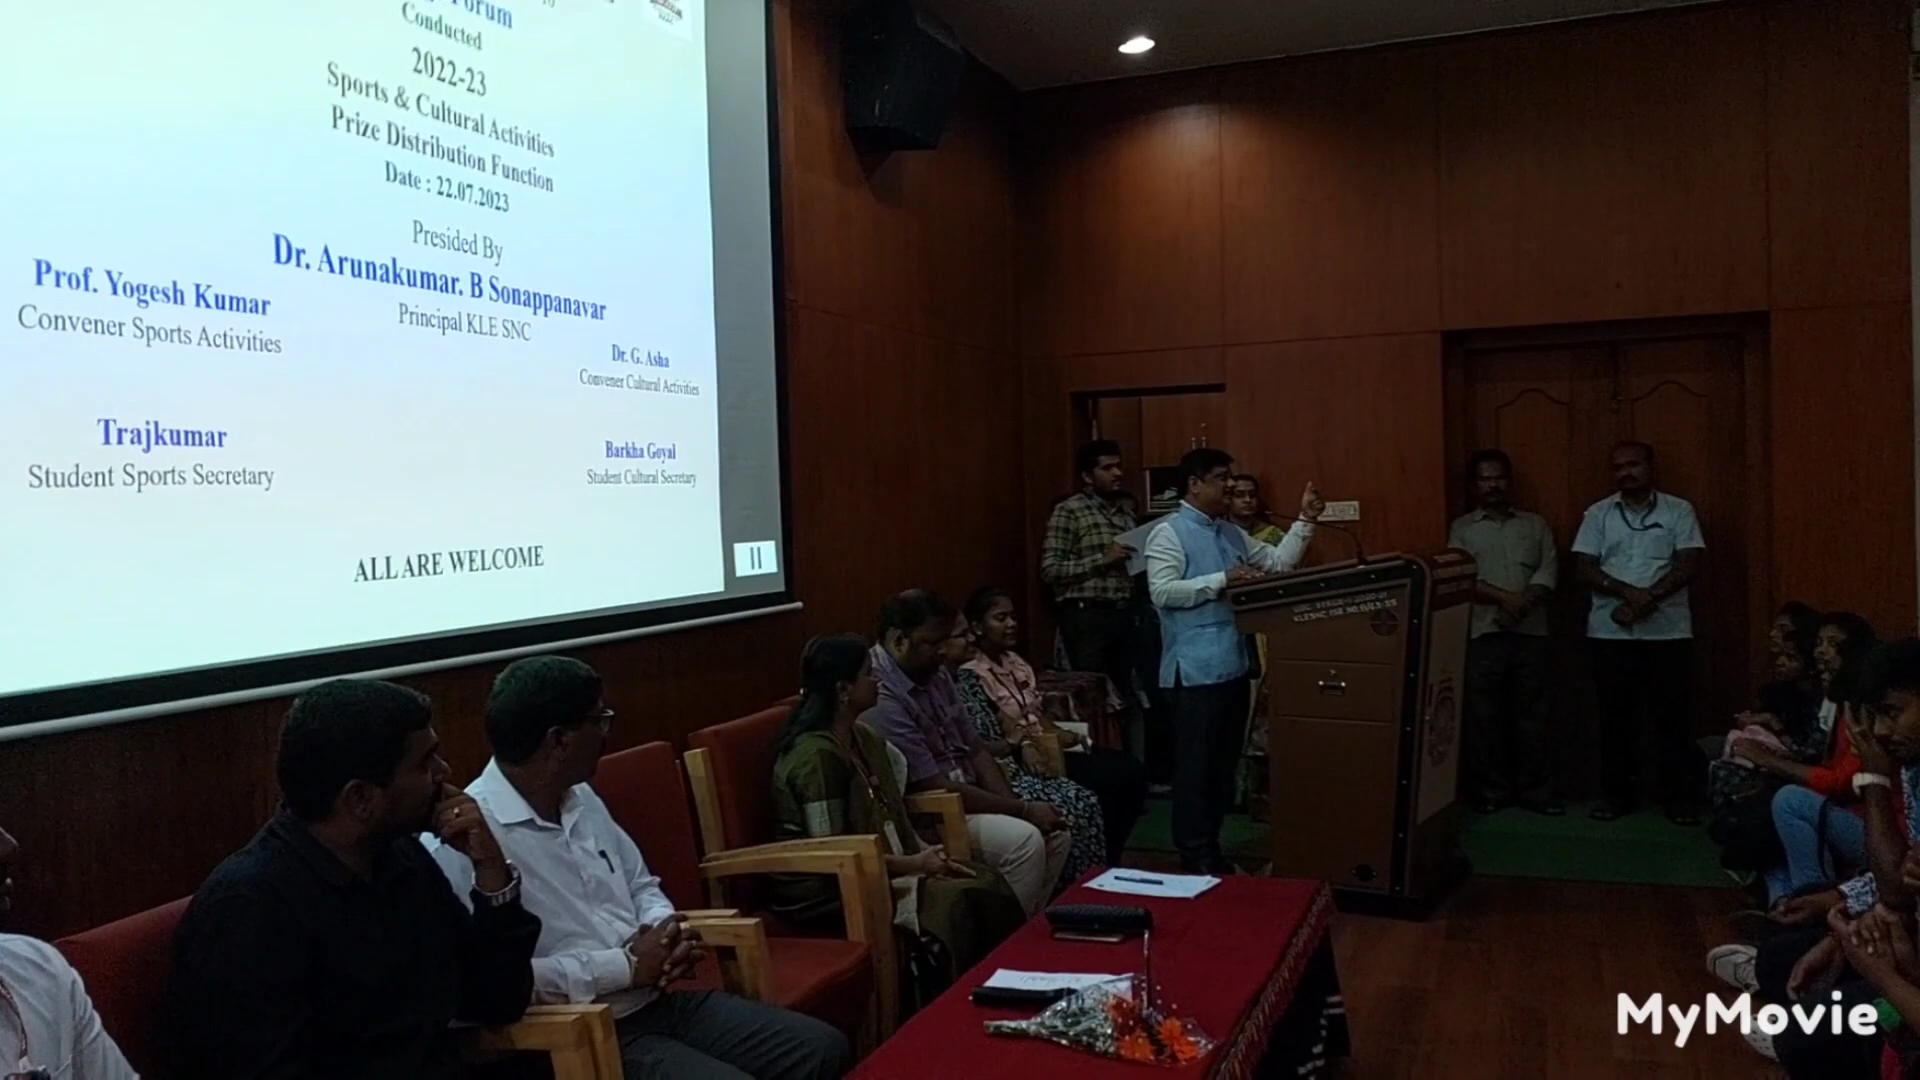 Forum
Conducted
2022-23
Sports & Cultural Activities
Prize Distribution Function
Date : 22.07.2023
Presided By
Dr. Arunakumar. B Sonappanavar
Principal KLE SNC
Prof. Yogesh Kumar
Convener Sports Activities
Dr. G. Asha
Convener Cultural Activities
Trajkumar
Student Sports Secretary
Barkha Goyal
Student Cultural Secretary
ALL ARE WELCOME
MyMovie